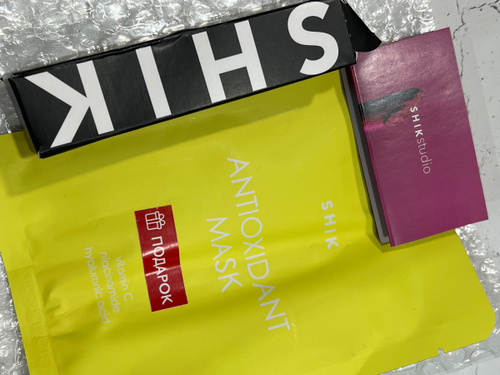 SHIK
SHIKstudio
SHIK
ANTIOXIDANT
MASK
ПОДАРОК
vitamin C
niacinamide
hyaluronic acid